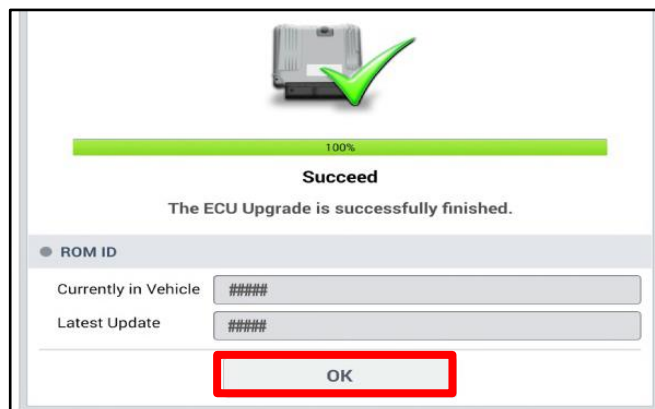 100%
Succeed
The ECU Upgrade is successfully finished.
ROM ID
Currently in Vehicle #####
Latest Update #####
OK